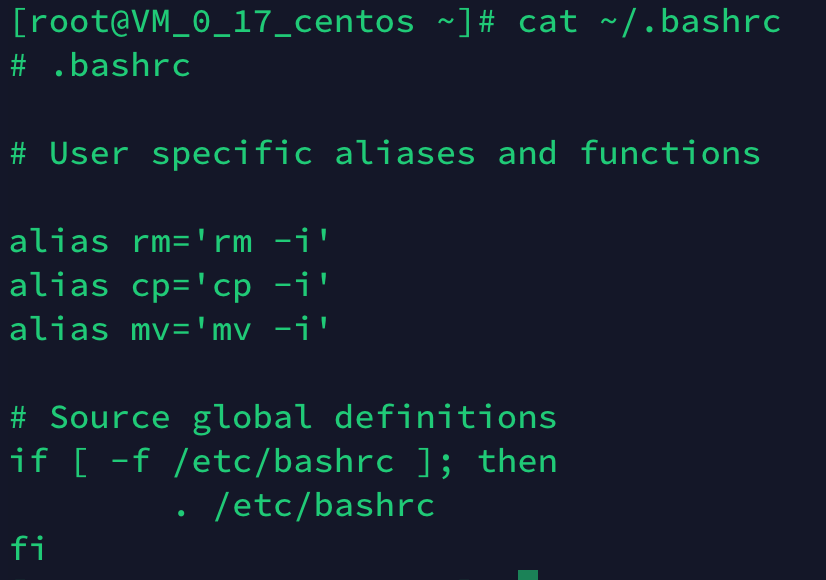 [root@VM_0_17_centos ~]# cat ~/.bashrc
# .bashrc
# User specific aliases and functions
alias rm='rm -i'
alias cp='cp -i'
alias mv='mv -i'
# Source global definitions
if [ -f /etc/bashrc ]; then
        . /etc/bashrc
fi